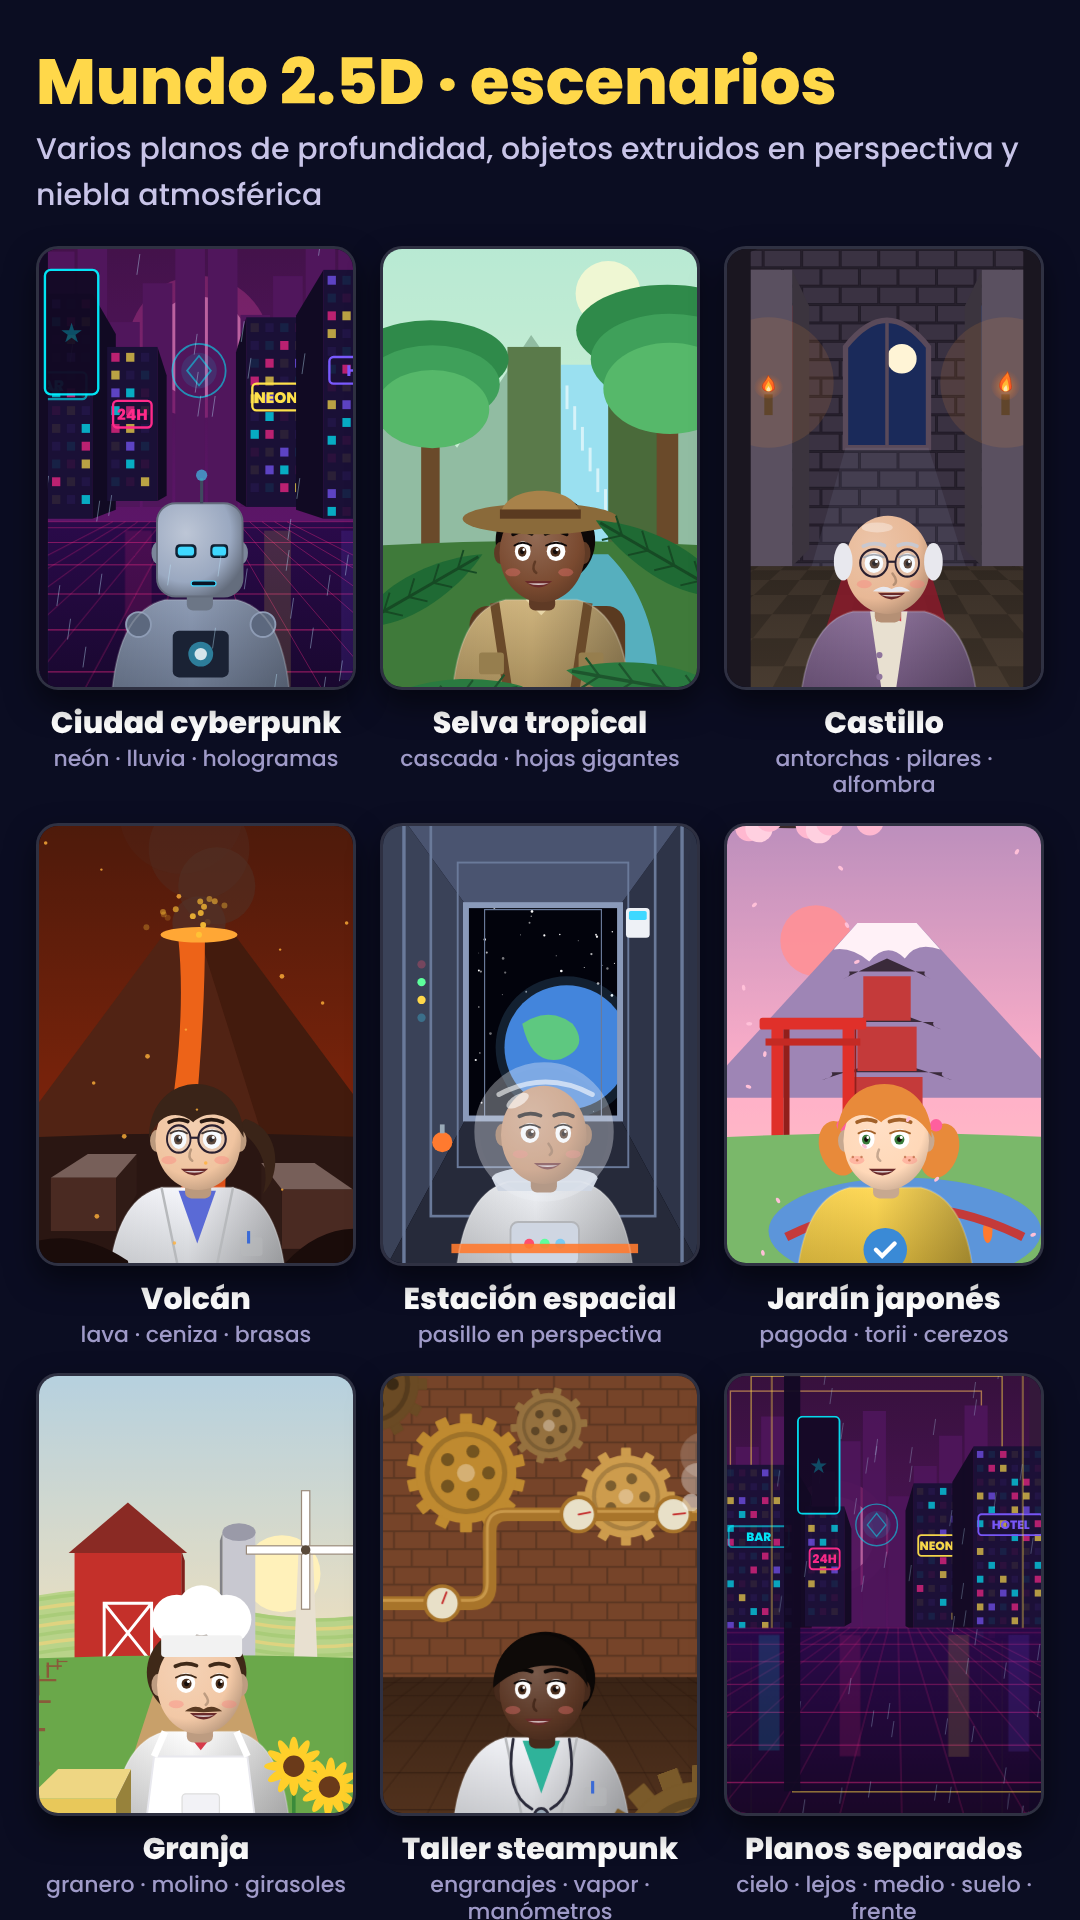 Mundo 2.5D · escenarios
Varios planos de profundidad, objetos extruidos en perspectiva y
niebla atmosférica
24H
NEON
Ciudad cyberpunk
neón · lluvia · hologramas
Selva tropical
cascada · hojas gigantes
Castillo
antorchas · pilares ·
alfombra
Volcán
lava · ceniza · brasas
Estación espacial
pasillo en perspectiva
Jardín japonés
pagoda · torii · cerezos
BAR
24H
NEON
HOTEL
Granja
granero · molino · girasoles
Taller steampunk
engranajes · vapor ·
manómetros
Planos separados
cielo · lejos · medio · suelo ·
frente